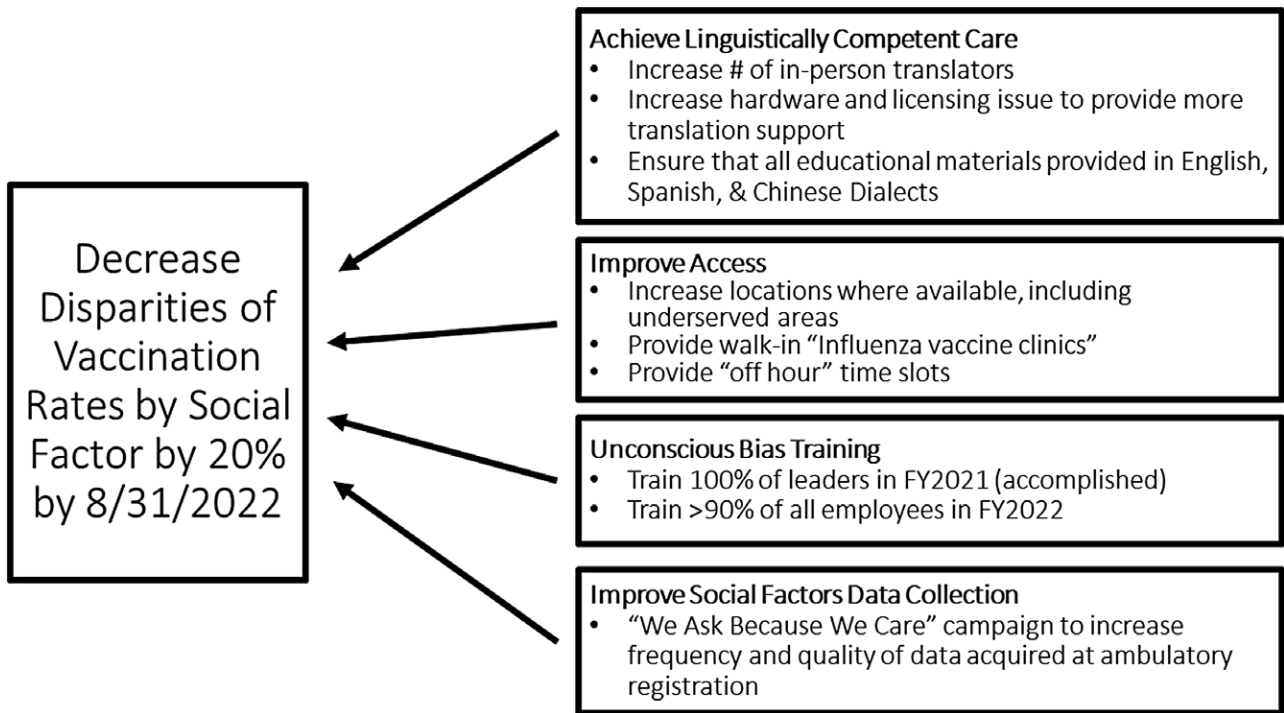 Decrease
Disparities of
Vaccination
Rates by Social
Factor by 20%
by 8/31/2022
Achieve Linguistically Competent Care
• Increase # of in-person translators
• Increase hardware and licensing issue to provide more
translation support
• Ensure that all educational materials provided in English,
Spanish, & Chinese Dialects
Improve Access
• Increase locations where available, including
underserved areas
• Provide walk-in “Influenza vaccine clinics”
• Provide “off hour” time slots
Unconscious Bias Training
• Train 100% of leaders in FY2021 (accomplished)
• Train >90% of all employees in FY2022
Improve Social Factors Data Collection
• “We Ask Because We Care” campaign to increase
frequency and quality of data acquired at ambulatory
registration